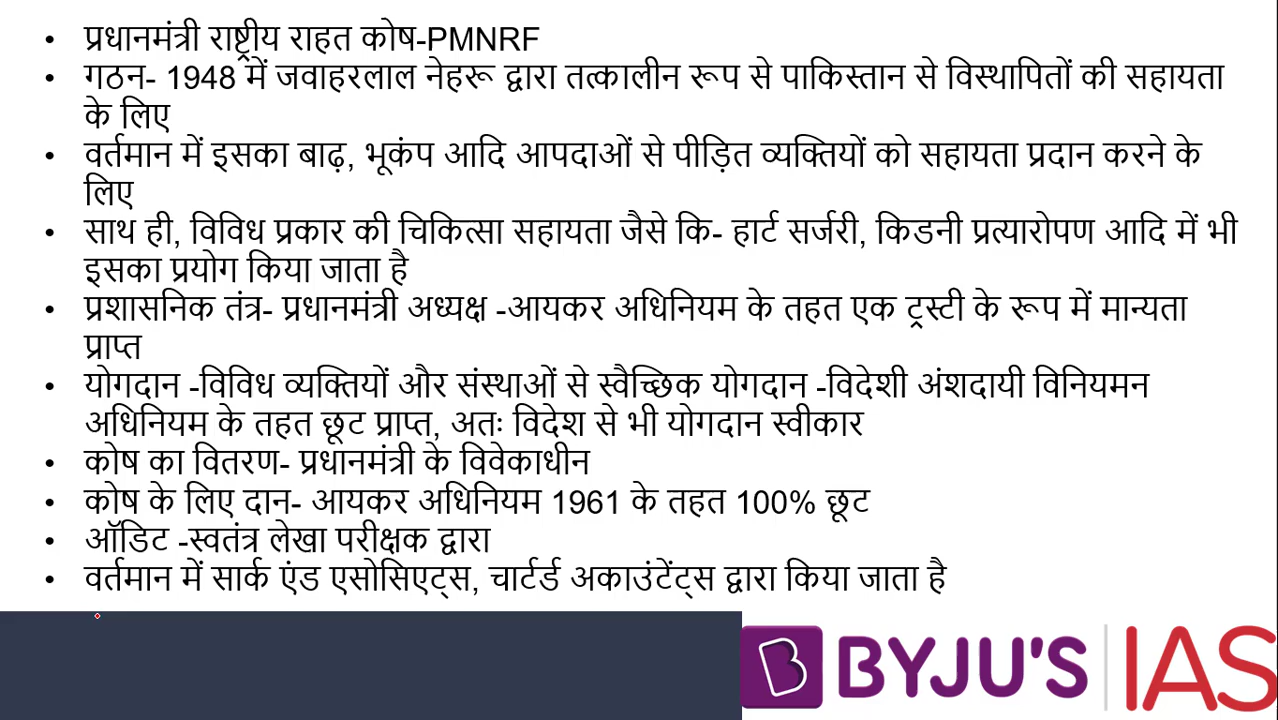 • प्रधानमंत्री राष्ट्रीय राहत कोष-PMNRF
• गठन- 1948 में जवाहरलाल नेहरू द्वारा तत्कालीन रूप से पाकिस्तान से विस्थापितों की सहायता
के लिए
• वर्तमान में इसका बाढ़, भूकंप आदि आपदाओं से पीड़ित व्यक्तियों को सहायता प्रदान करने के
लिए
• साथ ही, विविध प्रकार की चिकित्सा सहायता जैसे कि- हार्ट सर्जरी, किडनी प्रत्यारोपण आदि में भी
इसका प्रयोग किया जाता है
• प्रशासनिक तंत्र- प्रधानमंत्री अध्यक्ष -आयकर अधिनियम के तहत एक ट्रस्टी के रूप में मान्यता
प्राप्त
• योगदान -विविध व्यक्तियों और संस्थाओं से स्वैच्छिक योगदान -विदेशी अंशदायी विनियमन
अधिनियम के तहत छूट प्राप्त, अतः विदेश से भी योगदान स्वीकार
• कोष का वितरण- प्रधानमंत्री के विवेकाधीन
• कोष के लिए दान- आयकर अधिनियम 1961 के तहत 100% छूट
• ऑडिट -स्वतंत्र लेखा परीक्षक द्वारा
• वर्तमान में सार्क एंड एसोसिएट्स, चार्टर्ड अकाउंटेंट्स द्वारा किया जाता है
B BYJU'S | IAS